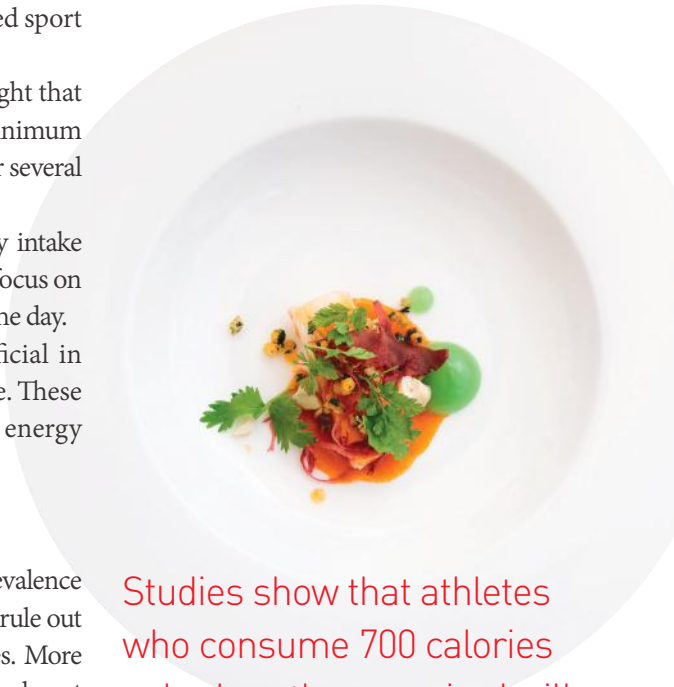 ed sport
ght that
nimum
r several
y intake
focus on
he day.
ficial in
e. These
energy
evalence
rule out
es. More
Studies show that athletes
who consume 700 calories